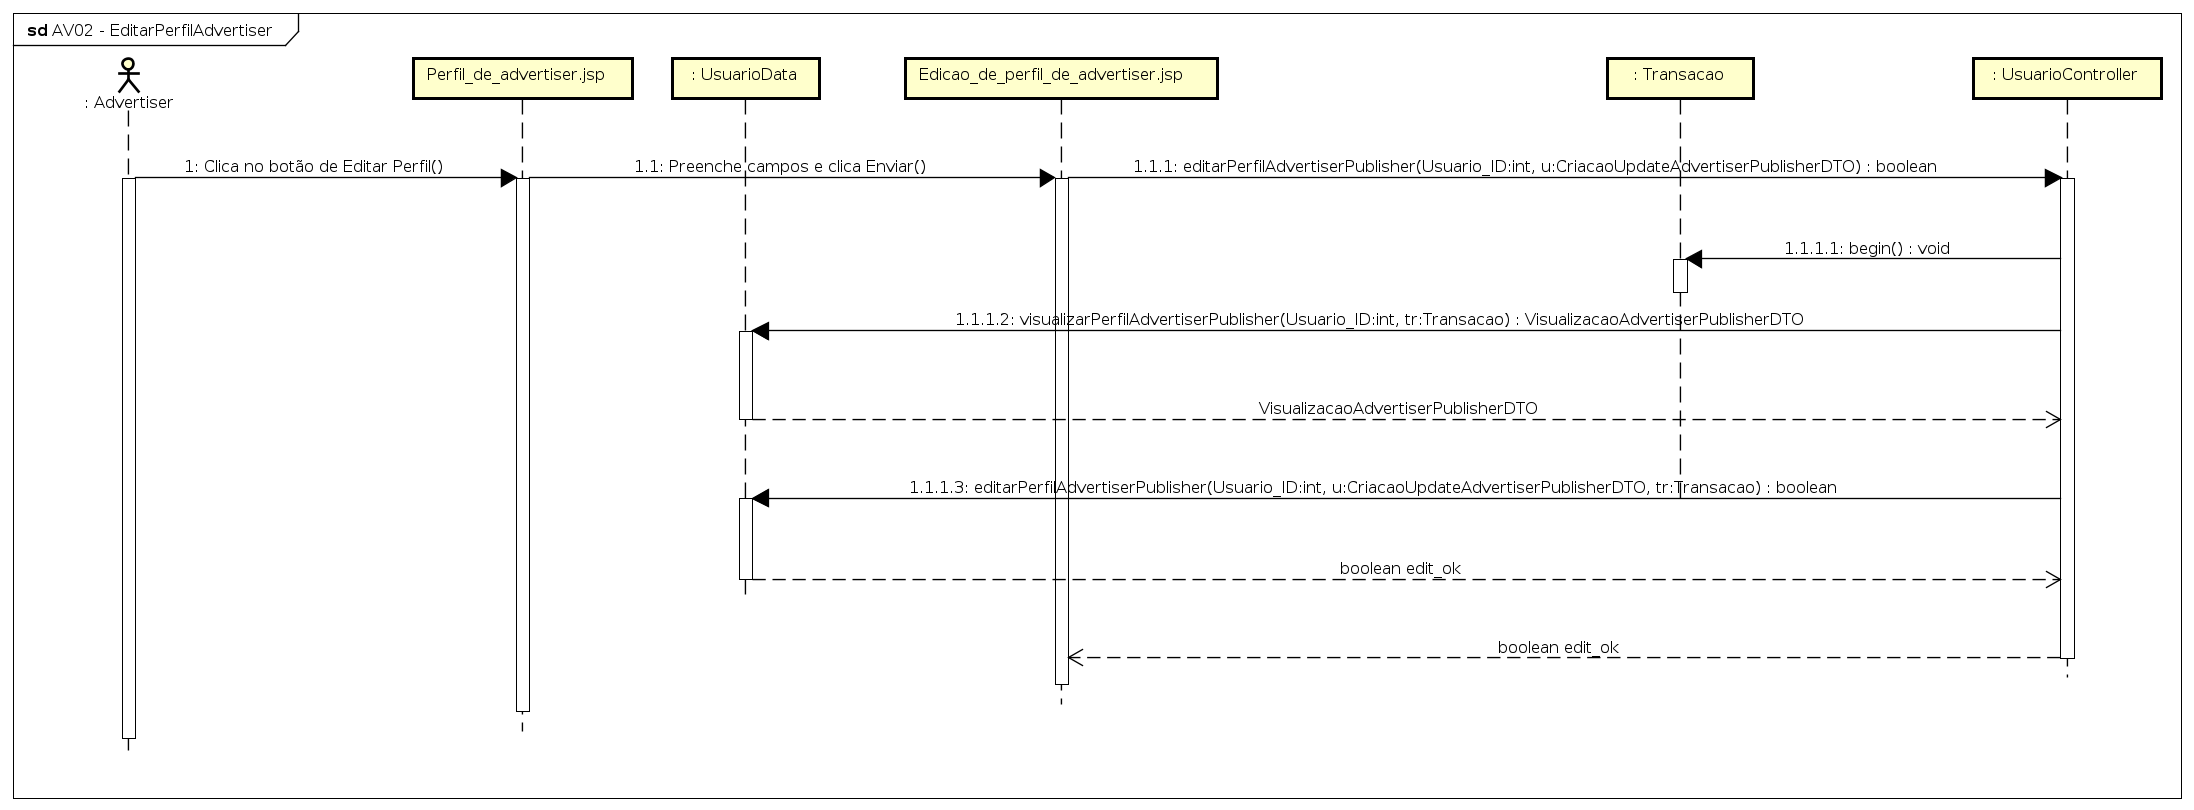 sd AV02 - EditarPerfilAdvertiser
: Advertiser
Perfil_de_advertiser.jsp
: UsuarioData
Edicao_de_perfil_de_advertiser.jsp
: Transacao
: UsuarioController
1: Clica no botão de Editar Perfil()
1.1: Preenche campos e clica Enviar()
1.1.1: editarPerfilAdvertiserPublisher(Usuario_ID:int, u:CriacaoUpdateAdvertiserPublisherDTO) : boolean
1.1.1.1: begin() : void
1.1.1.2: visualizarPerfilAdvertiserPublisher(Usuario_ID:int, tr:Transacao) : VisualizacaoAdvertiserPublisherDTO
VisualizacaoAdvertiserPublisherDTO
1.1.1.3: editarPerfilAdvertiserPublisher(Usuario_ID:int, u:CriacaoUpdateAdvertiserPublisherDTO, tr:Transacao) : boolean
boolean edit_ok
boolean edit_ok